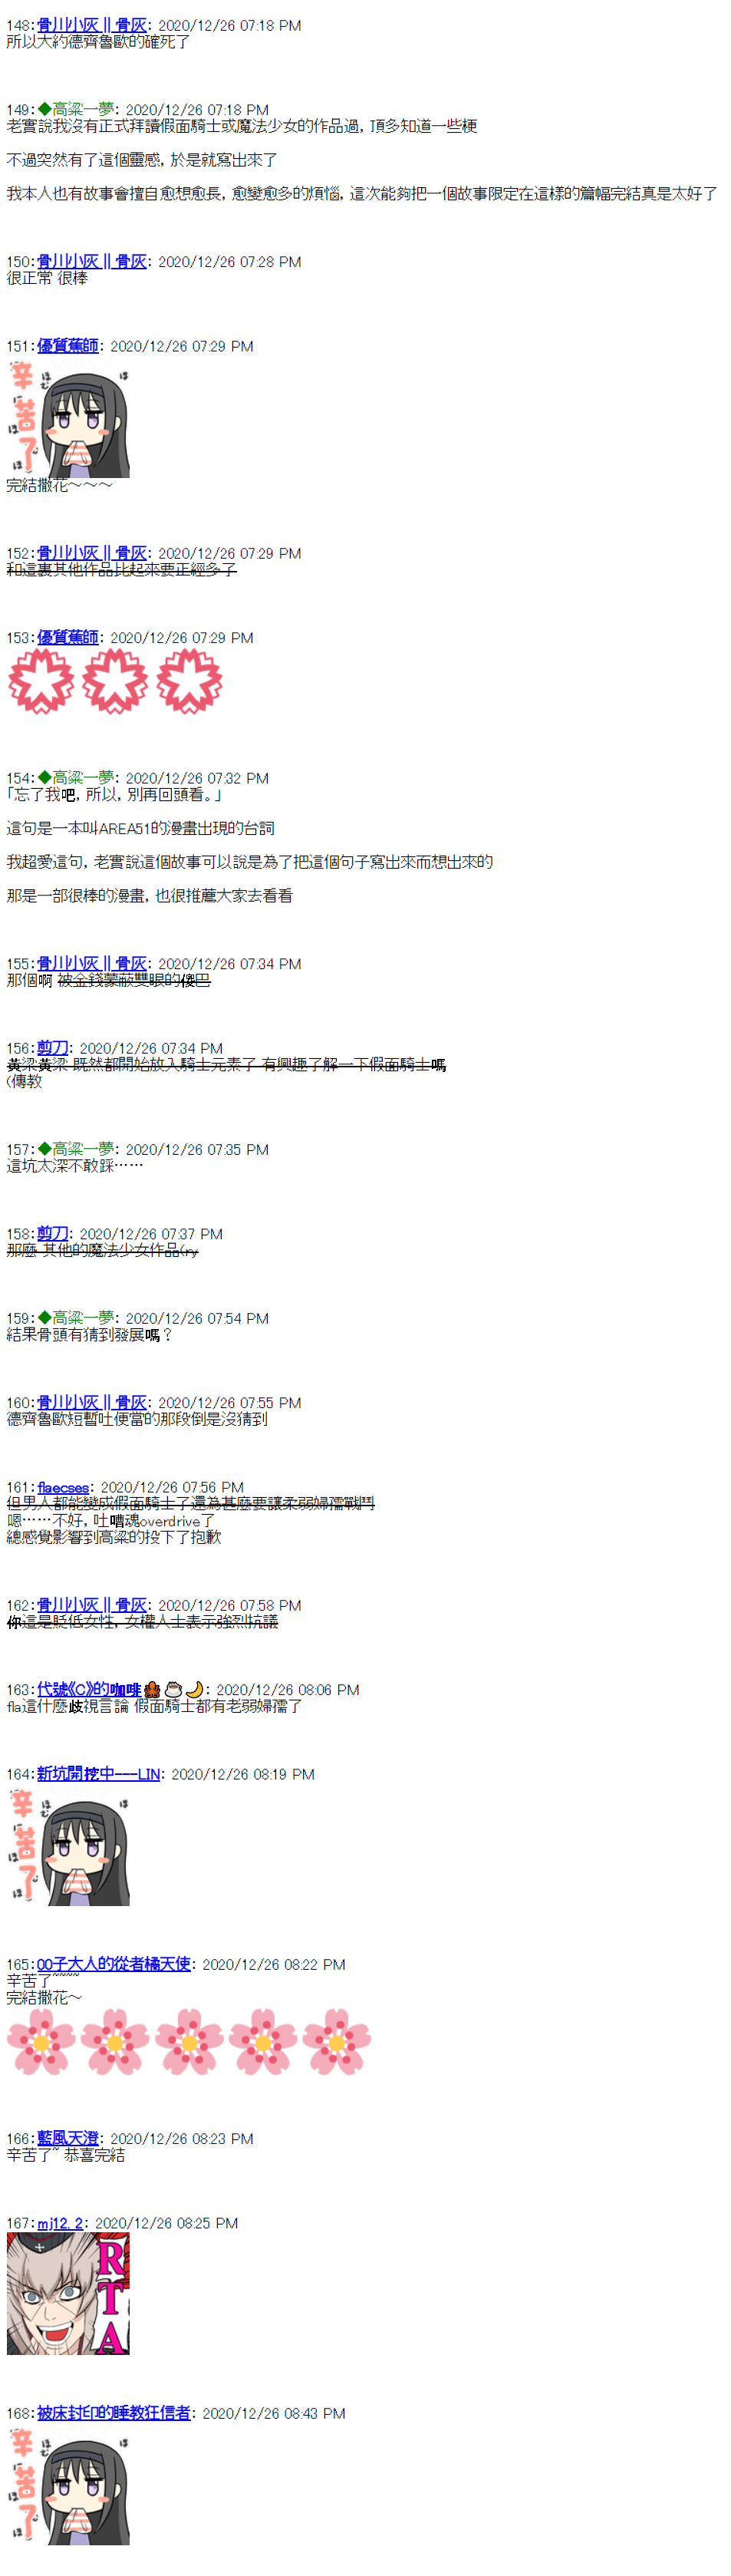 148:骨川小灰 || 骨灰: 2020/12/26 07:18 PM
所以大約德齊魯歐的確死了
149:◆高粱一夢: 2020/12/26 07:18 PM
老實說我沒有正式拜讀假面騎士或魔法少女的作品過，頂多知道一些梗
不過突然有了這個靈感，於是就寫出來了
我本人也有故事會擅自愈想愈長，愈變愈多的煩惱，這次能夠把一個故事限定在這樣的篇幅完結真是太好了
150:骨川小灰 || 骨灰: 2020/12/26 07:28 PM
很正常 很棒
151:優質蕉師: 2020/12/26 07:29 PM
辛苦了
ほむ
ほ
ほ
ほ
完結撒花～～～
152:骨川小灰 || 骨灰: 2020/12/26 07:29 PM
和這裏其他作品比起來要正經多了
153:優質蕉師: 2020/12/26 07:29 PM
154:◆高粱一夢: 2020/12/26 07:32 PM
「忘了我吧，所以，別再回頭看。」
這句是一本叫AREA51的漫畫出現的台詞
我超愛這句，老實說這個故事可以說是為了把這個句子寫出來而想出來的
那是一部很棒的漫畫，也很推薦大家去看看
155:骨川小灰 || 骨灰: 2020/12/26 07:34 PM
那個啊 被金錢蒙蔽雙眼的傻巴
156:剪刀: 2020/12/26 07:34 PM
黃梁黃梁 既然都開始放入騎士元素了 有興趣了解一下假面騎士嗎
(傳教
157:◆高粱一夢: 2020/12/26 07:35 PM
這坑太深不敢踩……
158:剪刀: 2020/12/26 07:37 PM
那麼 其他的魔法少女作品(ry
159:◆高粱一夢: 2020/12/26 07:54 PM
結果骨頭有猜到發展嗎？
160:骨川小灰 || 骨灰: 2020/12/26 07:55 PM
德齊魯歐短暫吐便當的那段倒是沒猜到
161:flaecses: 2020/12/26 07:56 PM
但男人都能變成假面騎士了還為甚麼要讓柔弱婦孺戰鬥
嗯……不好，吐嘈魂overdrive了
總感覺影響到高粱的投下了抱歉
162:骨川小灰 || 骨灰: 2020/12/26 07:58 PM
你這是貶低女性，女權人士表示強烈抗議
163:代號《C》的咖啡🐙☕🌙: 2020/12/26 08:06 PM
fla這什麼歧視言論 假面騎士都有老弱婦孺了
164:新坑開挖中---LIN: 2020/12/26 08:19 PM
辛苦了
ほむ
ほ
ほ
ほ
165:00子大人的從者橘天使: 2020/12/26 08:22 PM
辛苦了~~~~
完結撒花～
166:藍風天澄: 2020/12/26 08:23 PM
辛苦了~ 恭喜完結
167:mj12.2: 2020/12/26 08:25 PM
RTA
168:被床封印的睡教狂信者: 2020/12/26 08:43 PM
辛苦了
ほむ
ほ
ほ
ほ